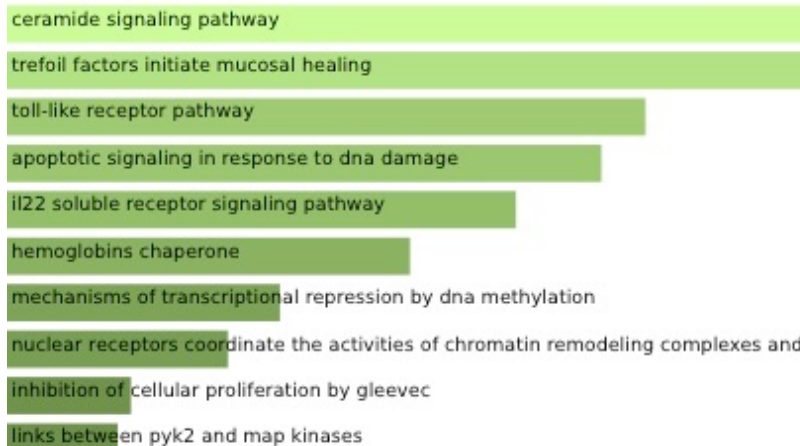 ceramide signaling pathway
trefoil factors initiate mucosal healing
toll-like receptor pathway
apoptotic signaling in response to dna damage
il22 soluble receptor signaling pathway
hemoglobins chaperone
mechanisms of transcriptional repression by dna methylation
nuclear receptors coordinate the activities of chromatin remodeling complexes and
inhibition of cellular proliferation by gleevec
links between pyk2 and map kinases